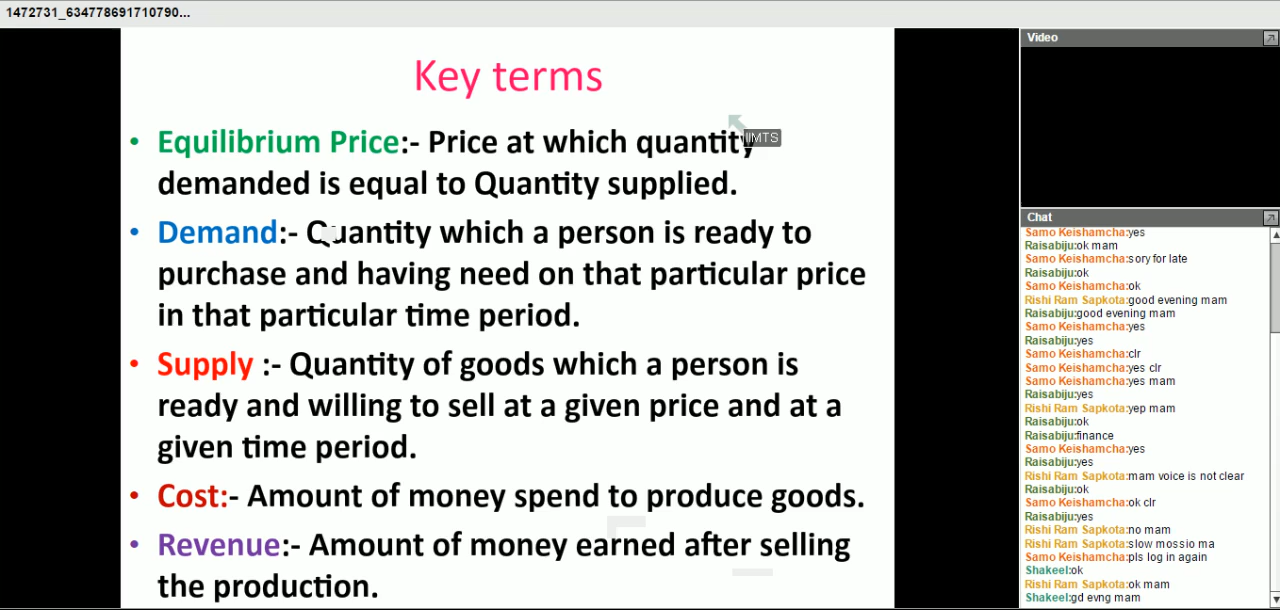 1472731_634778691710790...
Key terms
• Equilibrium Price:- Price at which quantity
IIMTS
demanded is equal to Quantity supplied.
• Demand:- Quantity which a person is ready to
purchase and having need on that particular price
in that particular time period.
• Supply :- Quantity of goods which a person is
ready and willing to sell at a given price and at a
given time period.
• Cost:- Amount of money spend to produce goods.
• Revenue:- Amount of money earned after selling
the production.
Video
Chat
Samo Keishamcha:yes
Raisabiju:ok mam
Samo Keishamcha:sory for late
Raisabiju:ok
Samo Keishamcha:ok
Rishi Ram Sapkota:good evening mam
Raisabiju:good evening mam
Samo Keishamcha:yes
Raisabiju:yes
Samo Keishamcha:clr
Samo Keishamcha:yes clr
Samo Keishamcha:yes mam
Raisabiju:yes
Rishi Ram Sapkota:yep mam
Raisabiju:ok
Raisabiju:finance
Samo Keishamcha:yes
Raisabiju:yes
Rishi Ram Sapkota:mam voice is not clear
Raisabiju:ok
Samo Keishamcha:ok clr
Raisabiju:yes
Rishi Ram Sapkota:no mam
Rishi Ram Sapkota:slow mossio ma
Samo Keishamcha:pls log in again
Shakeel:ok
Rishi Ram Sapkota:ok mam
Shakeel:gd evng mam